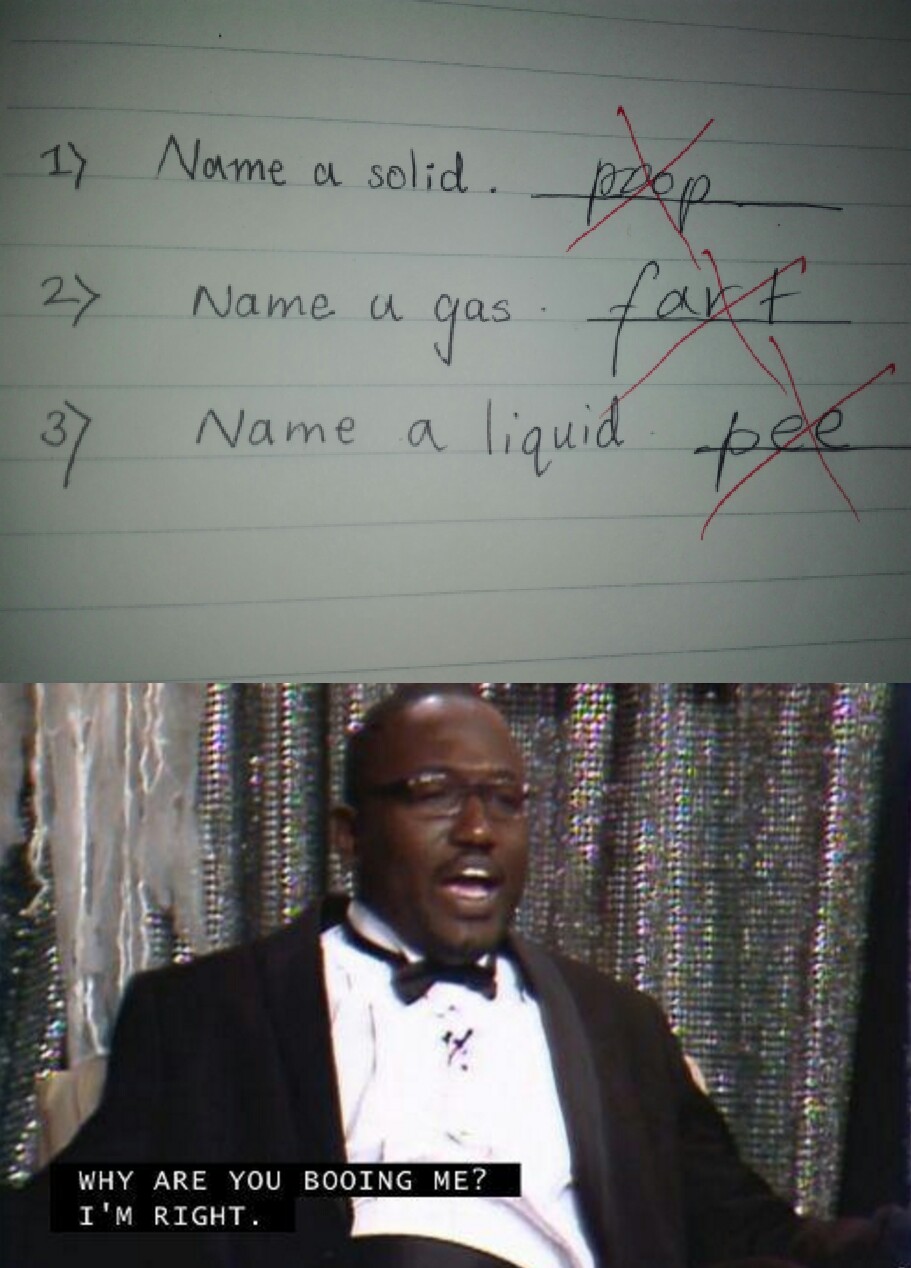 1) Name a solid. poop
2) Name a gas. fart
3) Name a liquid. pee
WHY ARE YOU BOOING ME?
I'M RIGHT.